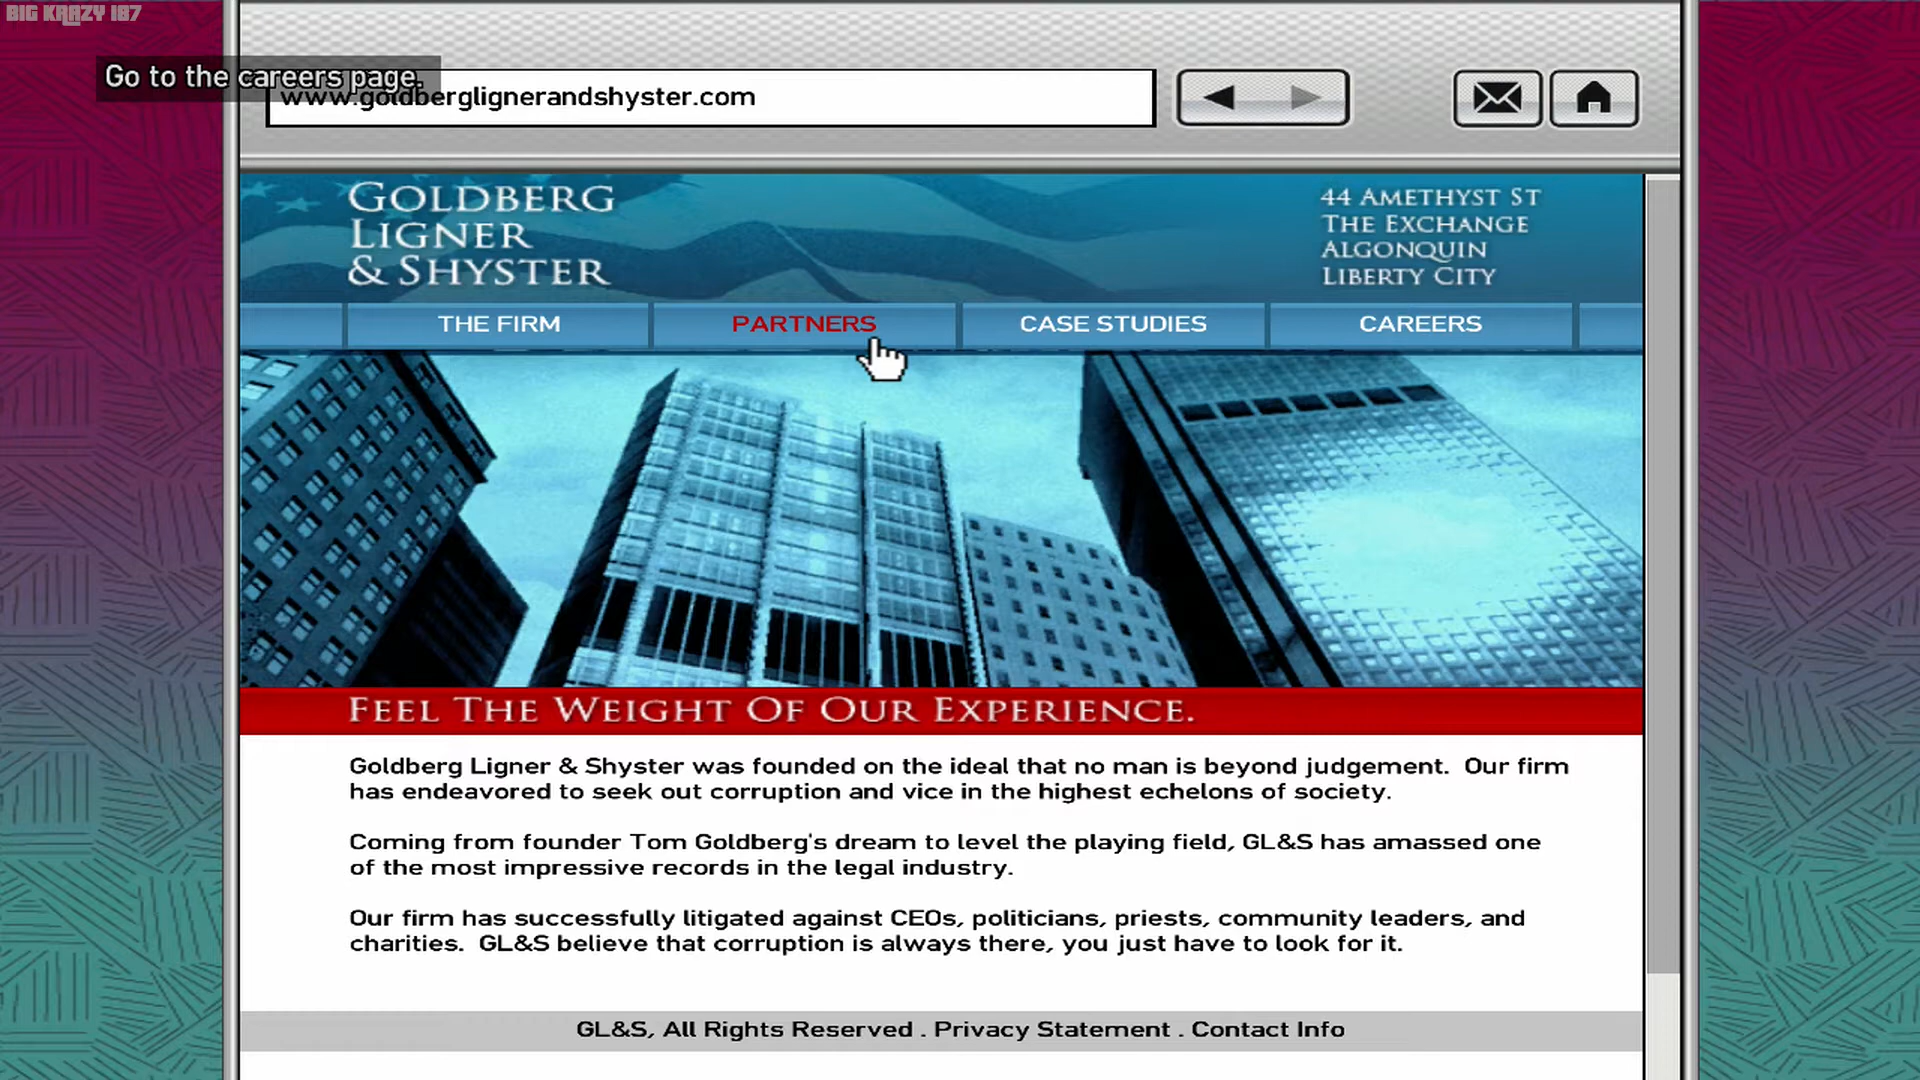 BIG KRAZY 187
Go to the careers page.
www.goldberglignerandshyster.com
GOLDBERG
LIGNER
& SHYSTER
44 AMETHYST ST
THE EXCHANGE
ALGONQUIN
LIBERTY CITY
THE FIRM
PARTNERS
CASE STUDIES
CAREERS
FEEL THE WEIGHT OF OUR EXPERIENCE.
Goldberg Ligner & Shyster was founded on the ideal that no man is beyond judgement. Our firm
has endeavored to seek out corruption and vice in the highest echelons of society.
Coming from founder Tom Goldberg's dream to level the playing field, GL&S has amassed one
of the most impressive records in the legal industry.
Our firm has successfully litigated against CEOs, politicians, priests, community leaders, and
charities. GL&S believe that corruption is always there, you just have to look for it.
GL&S, All Rights Reserved . Privacy Statement . Contact Info